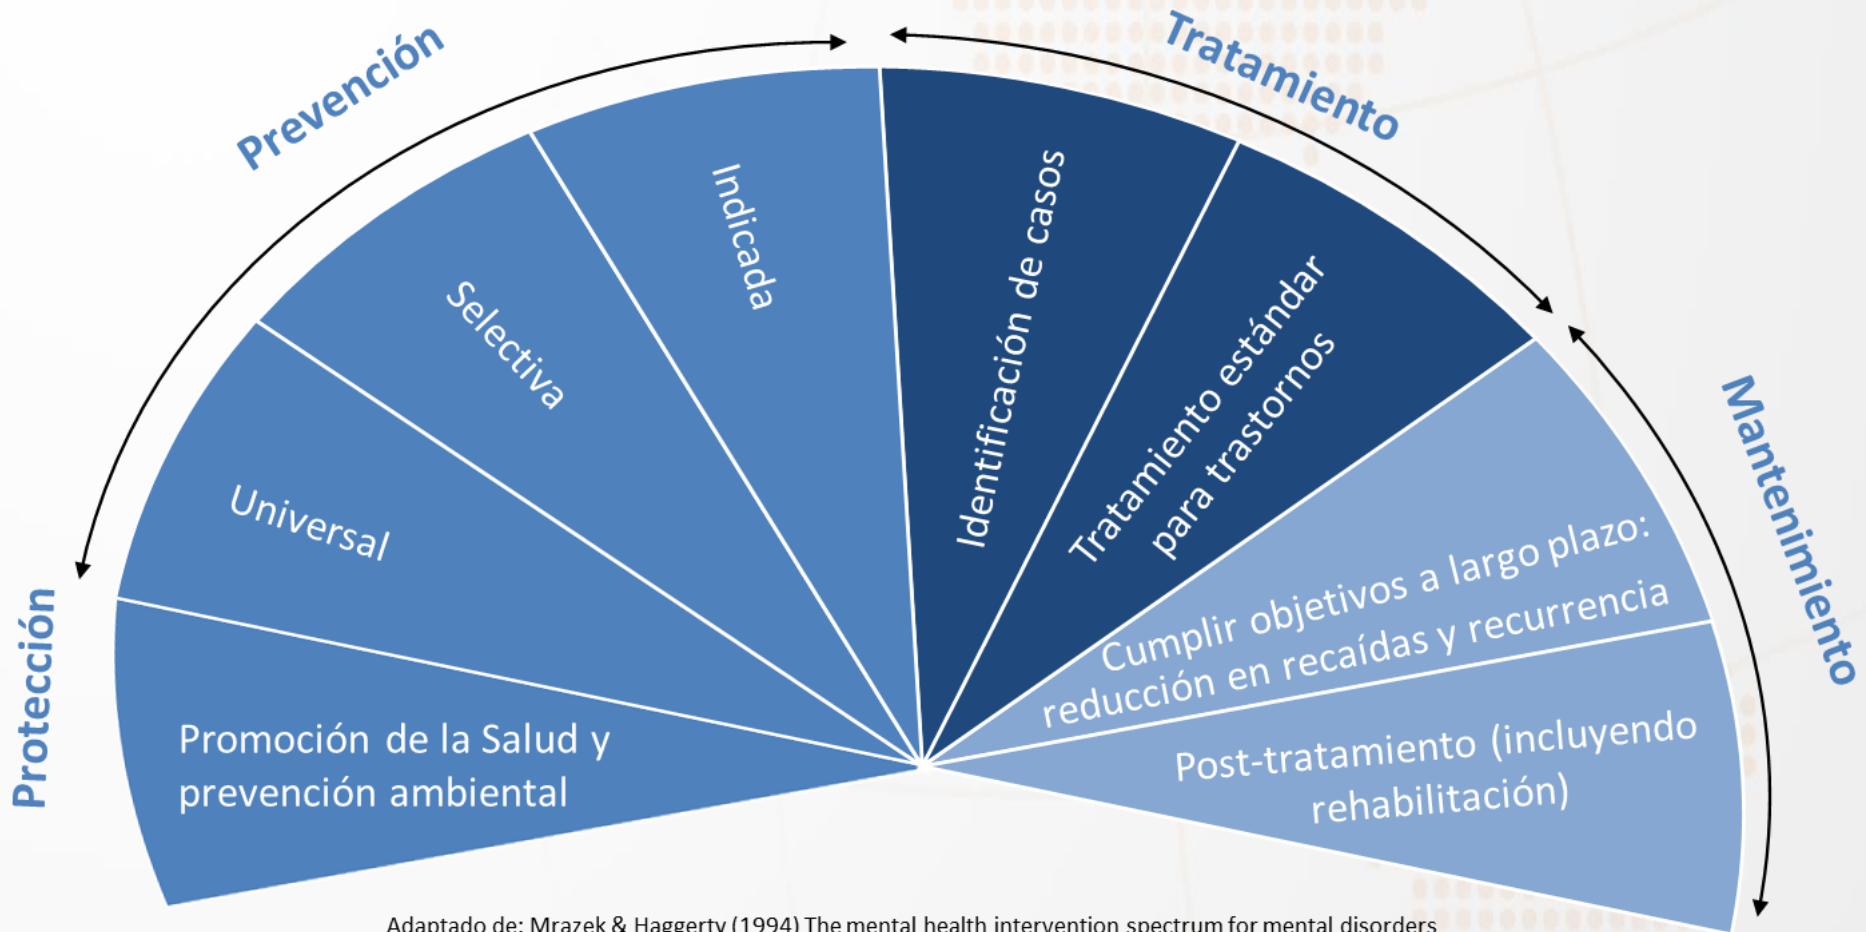 Prevención
Tratamiento
Mantenimiento
Protección
Promoción de la Salud y
prevención ambiental
Universal
Selectiva
Indicada
Identificación de casos
Tratamiento estándar
para trastornos
Cumplir objetivos a largo plazo:
reducción en recaídas y recurrencia
Post-tratamiento (incluyendo
rehabilitación)
Adaptado de: Mrazek & Haggerty (1994) The mental health intervention spectrum for mental disorders